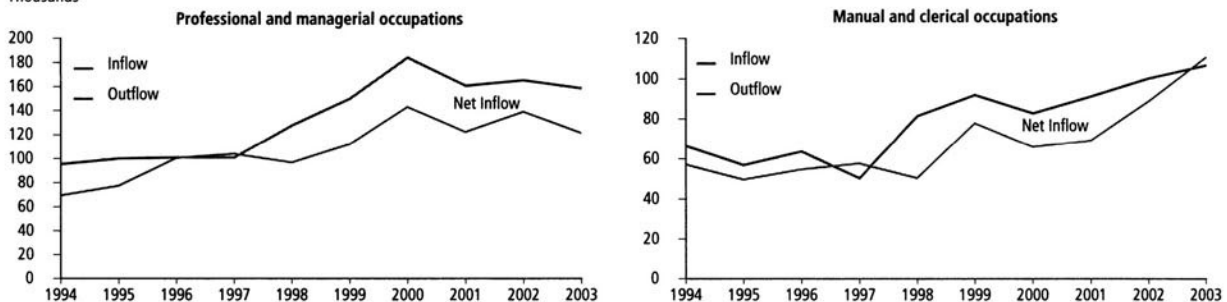 Thousands
Professional and managerial occupations
200
180
160
140
120
100
80
60
40
20
0
Inflow
Outflow
Net Inflow
1994 1995 1996 1997 1998 1999 2000 2001 2002 2003
Manual and clerical occupations
120
100
80
60
40
20
0
Inflow
Outflow
Net Inflow
1994 1995 1996 1997 1998 1999 2000 2001 2002 2003